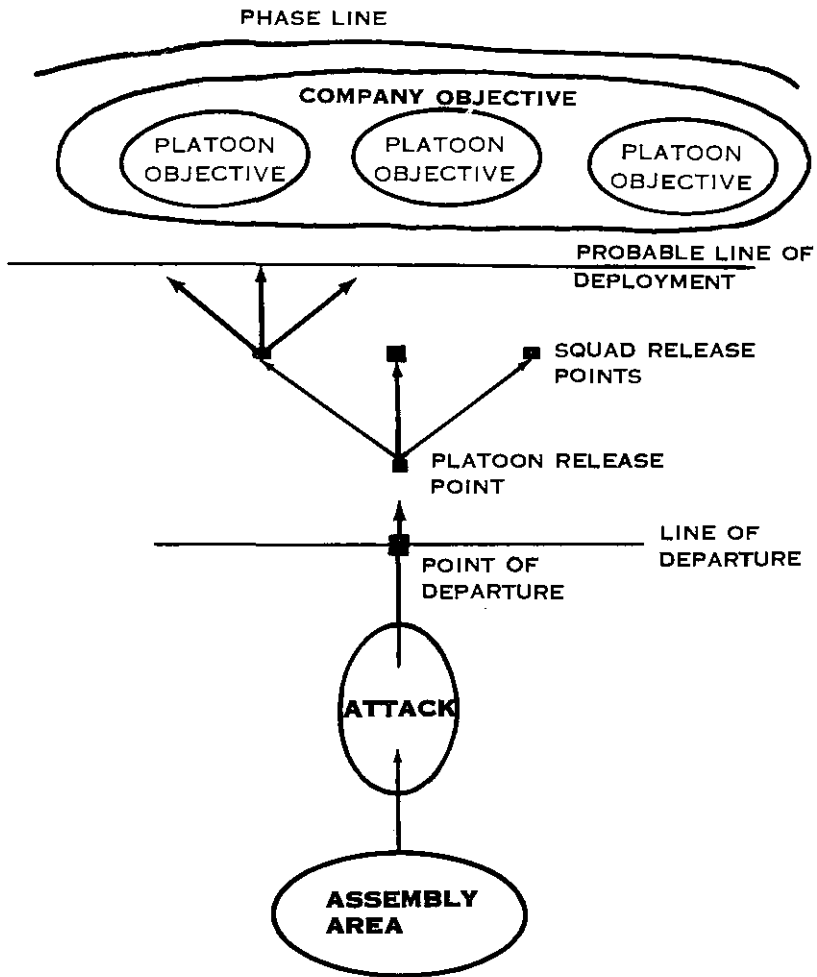 PHASE LINE
COMPANY OBJECTIVE
PLATOON
OBJECTIVE
PLATOON
OBJECTIVE
PLATOON
OBJECTIVE
PROBABLE LINE OF
DEPLOYMENT
SQUAD RELEASE
POINTS
PLATOON RELEASE
POINT
LINE OF
DEPARTURE
POINT OF
DEPARTURE
ATTACK
ASSEMBLY
AREA